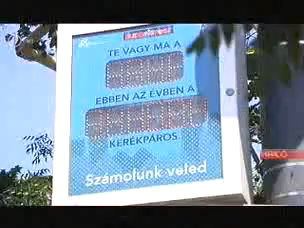 TE VAGY MA A
EBBEN AZ ÉVBEN A
KERÉKPÁROS.
Számolunk veled